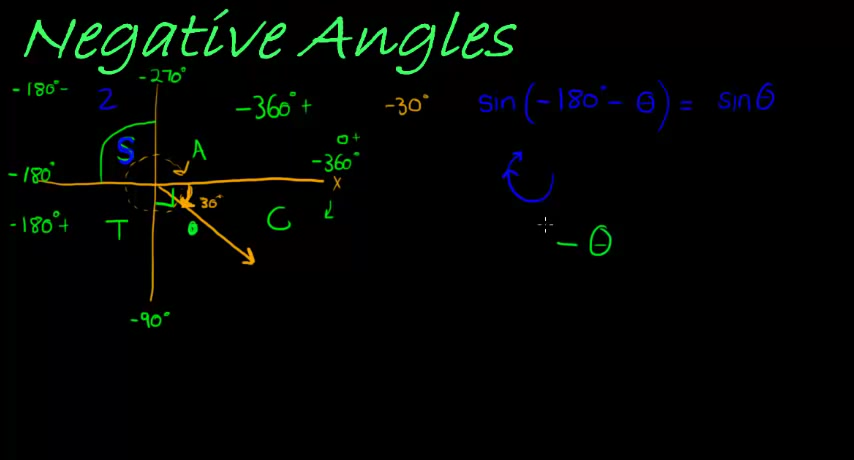 Negative Angles
-270°
-180°-
2
-360°+
-30°
sin(-180° - θ) = sinθ
S
A
0°+
-360°
-180°
x
30°
-180°+
T
θ
C
- θ
-90°